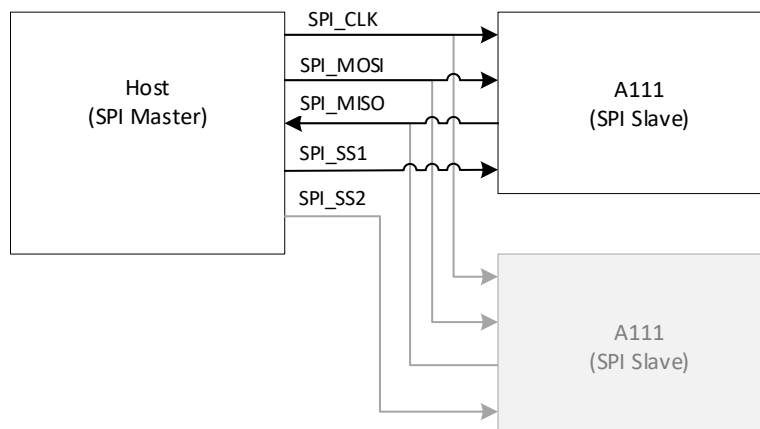 SPI_CLK
SPI_MOSI
Host
(SPI Master)
SPI_MISO
A111
(SPI Slave)
SPI_SS1
SPI_SS2
A111
(SPI Slave)